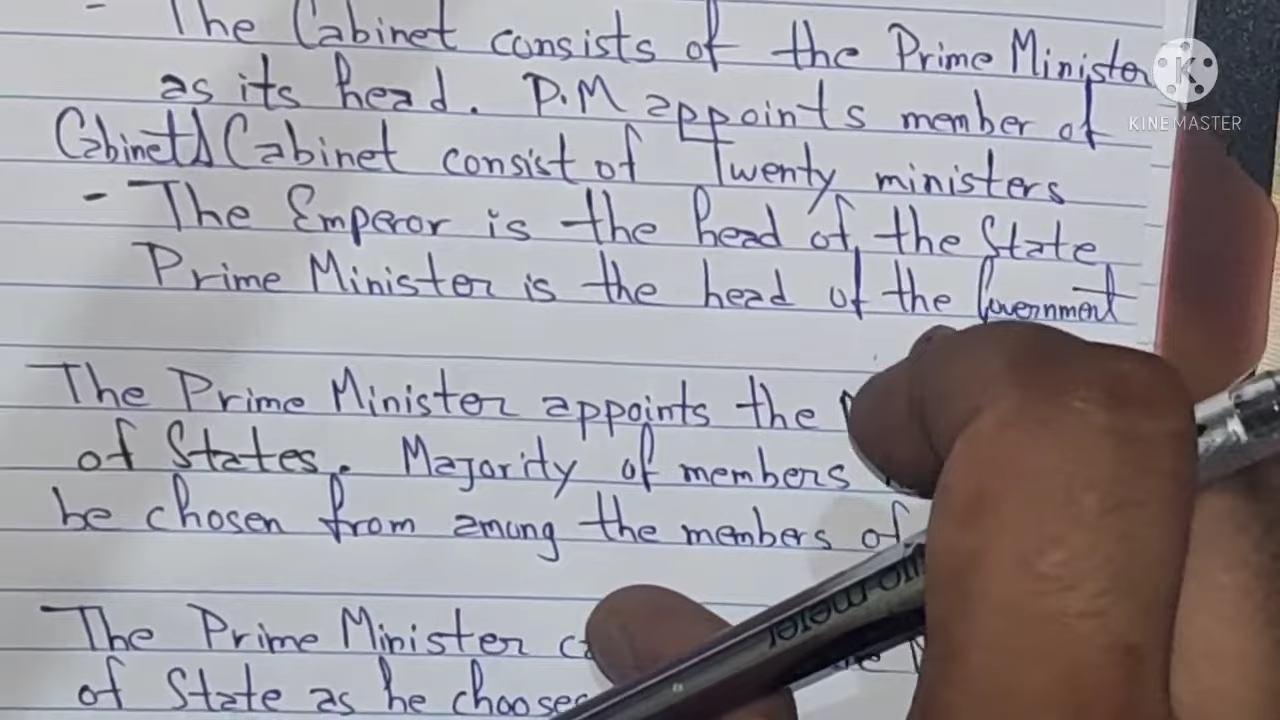 - The Cabinet consists of the Prime Minister
as its head. P.M appoints member of
Cabinet. Cabinet consist of Twenty ministers
- The Emperor is the head of the State,
Prime Minister is the head of the Government
The Prime Minister appoints the
of States. Majority of members
be chosen from among the members of
The Prime Minister
of State as he chooses
KINEMASTER